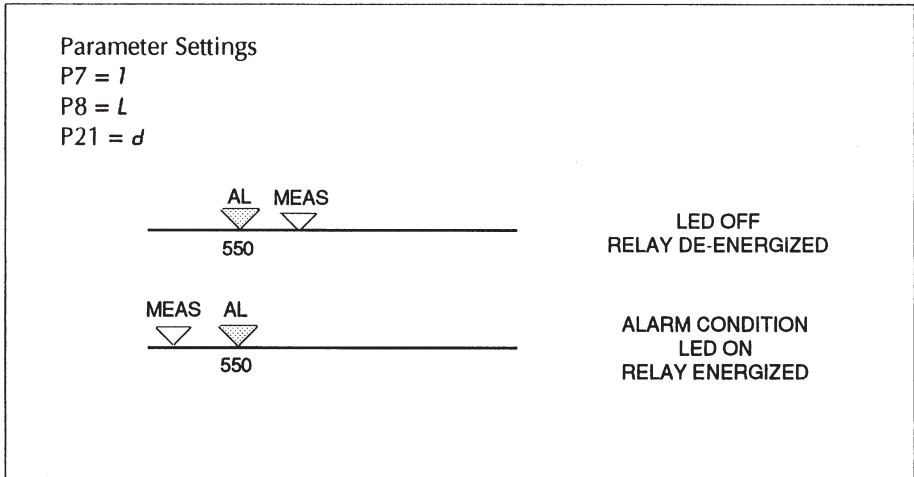 Parameter Settings
P7 = 1
P8 = L
P21 = d
AL MEAS
550
LED OFF
RELAY DE-ENERGIZED
MEAS AL
550
ALARM CONDITION
LED ON
RELAY ENERGIZED